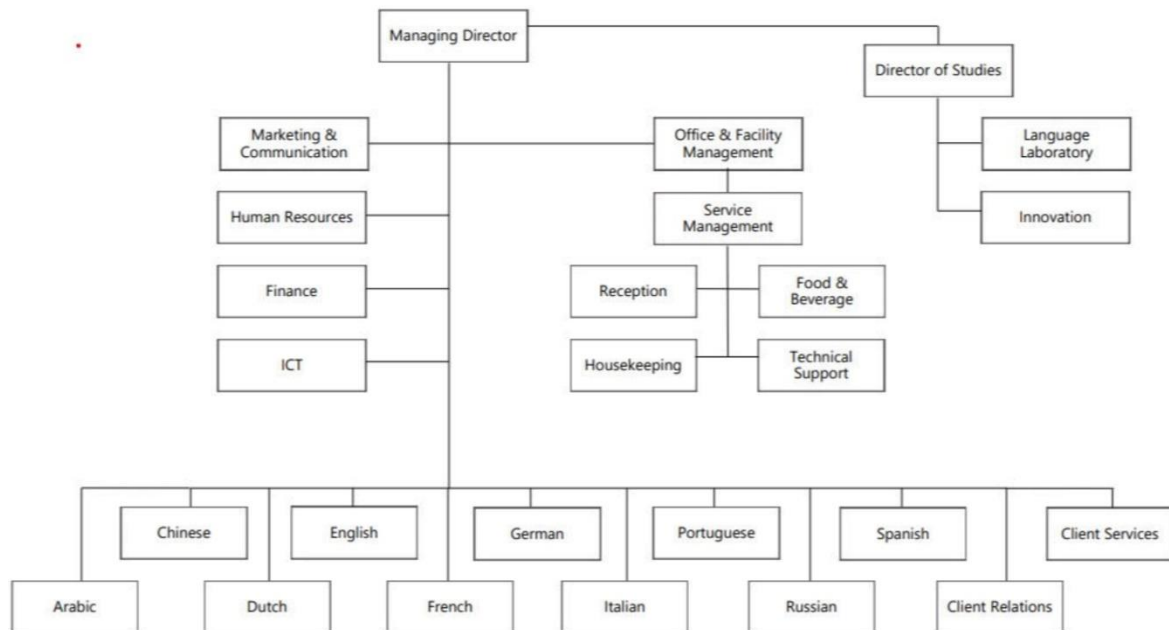 Managing Director
Director of Studies
Marketing &
Communication
Office & Facility
Management
Language
Laboratory
Human Resources
Service
Management
Innovation
Finance
Reception
Food &
Beverage
ICT
Housekeeping
Technical
Support
Chinese
English
German
Portuguese
Spanish
Client Services
Arabic
Dutch
French
Italian
Russian
Client Relations